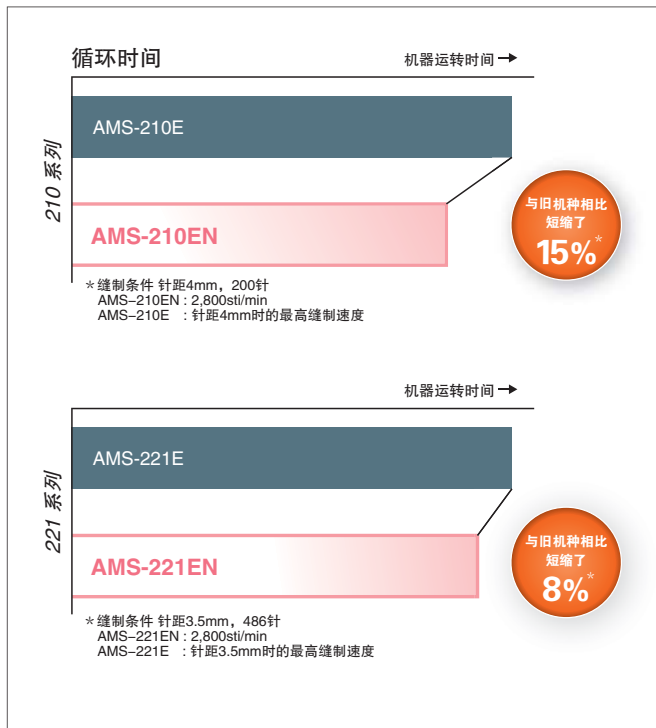 循环时间
机器运转时间
210 系列
AMS-210E
AMS-210EN
与旧机种相比
短缩了
15%*
*缝制条件 针距4mm，200针
AMS-210EN : 2,800sti/min
AMS-210E : 针距4mm时的最高缝制速度
机器运转时间
221 系列
AMS-221E
AMS-221EN
与旧机种相比
短缩了
8%*
*缝制条件 针距3.5mm，486针
AMS-221EN : 2,800sti/min
AMS-221E : 针距3.5mm时的最高缝制速度